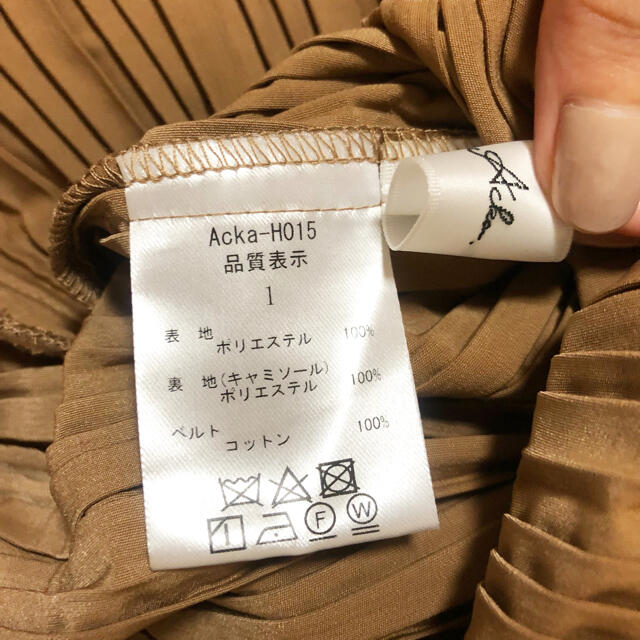 Acka-H015
品質表示
1
表 地 ポリエステル 100%
裏 地(キャミソール)
ポリエステル 100%
ベルト コットン 100%
F W
Acka